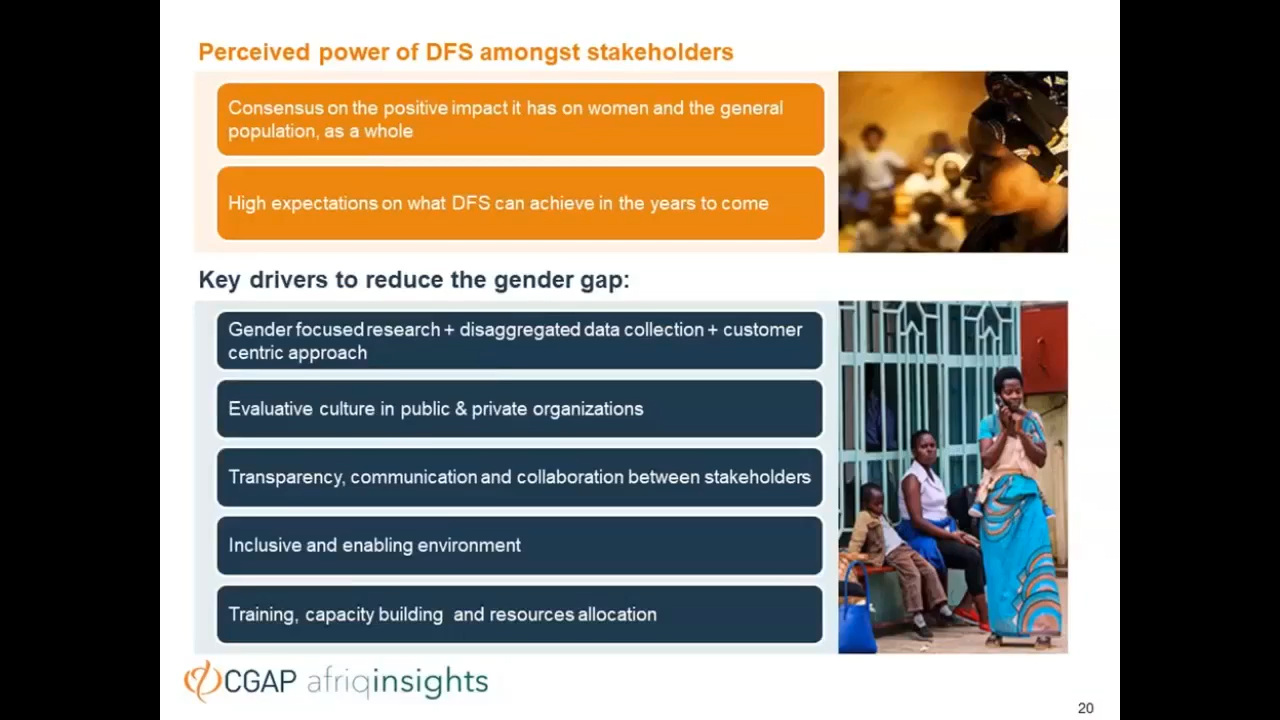 Perceived power of DFS amongst stakeholders
Consensus on the positive impact it has on women and the general
population, as a whole
High expectations on what DFS can achieve in the years to come
Key drivers to reduce the gender gap:
Gender focused research + disaggregated data collection + customer
centric approach
Evaluative culture in public & private organizations
Transparency, communication and collaboration between stakeholders
Inclusive and enabling environment
Training, capacity building and resources allocation
CGAP afriqinsights
20